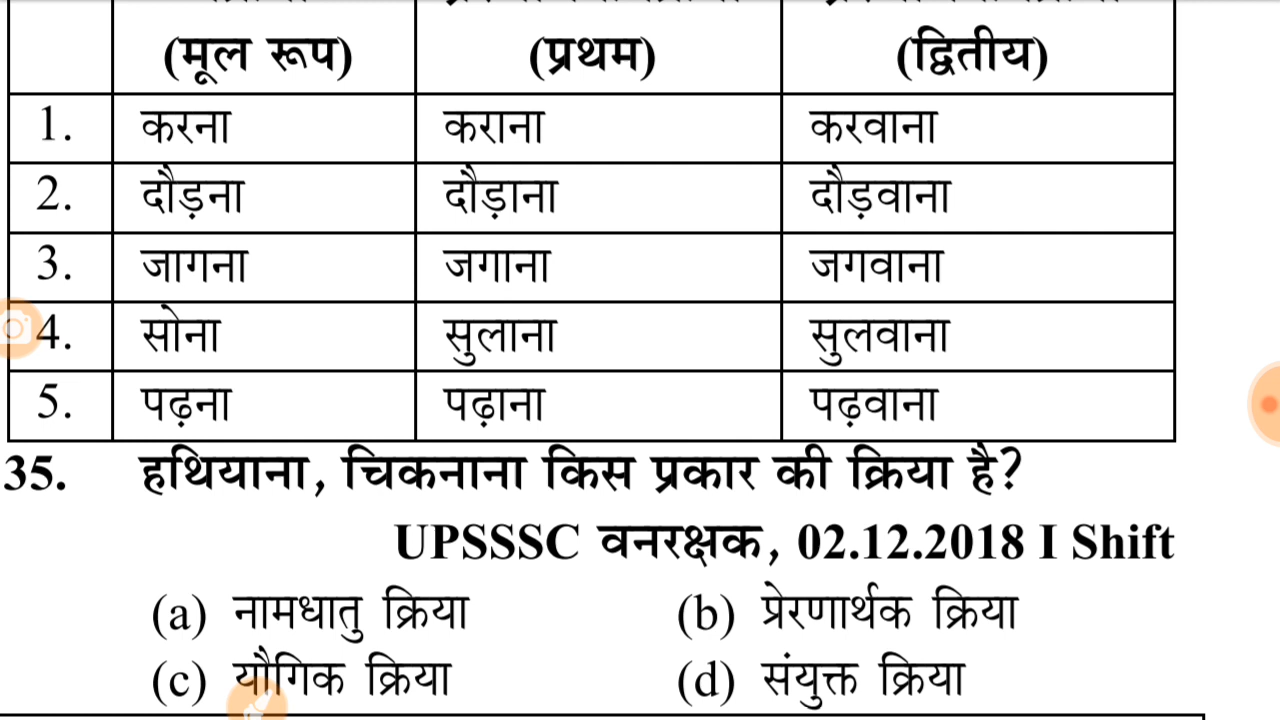 (मूल रूप) (प्रथम) (द्वितीय)
1. करना कराना करवाना
2. दौड़ना दौड़ाना दौड़वाना
3. जागना जगाना जगवाना
4. सोना सुलाना सुलवाना
5. पढ़ना पढ़ाना पढ़वाना
35. हथियाना, चिकनाना किस प्रकार की क्रिया है?
UPSSSC वनरक्षक, 02.12.2018 I Shift
(a) नामधातु क्रिया (b) प्रेरणार्थक क्रिया
(c) यौगिक क्रिया (d) संयुक्त क्रिया